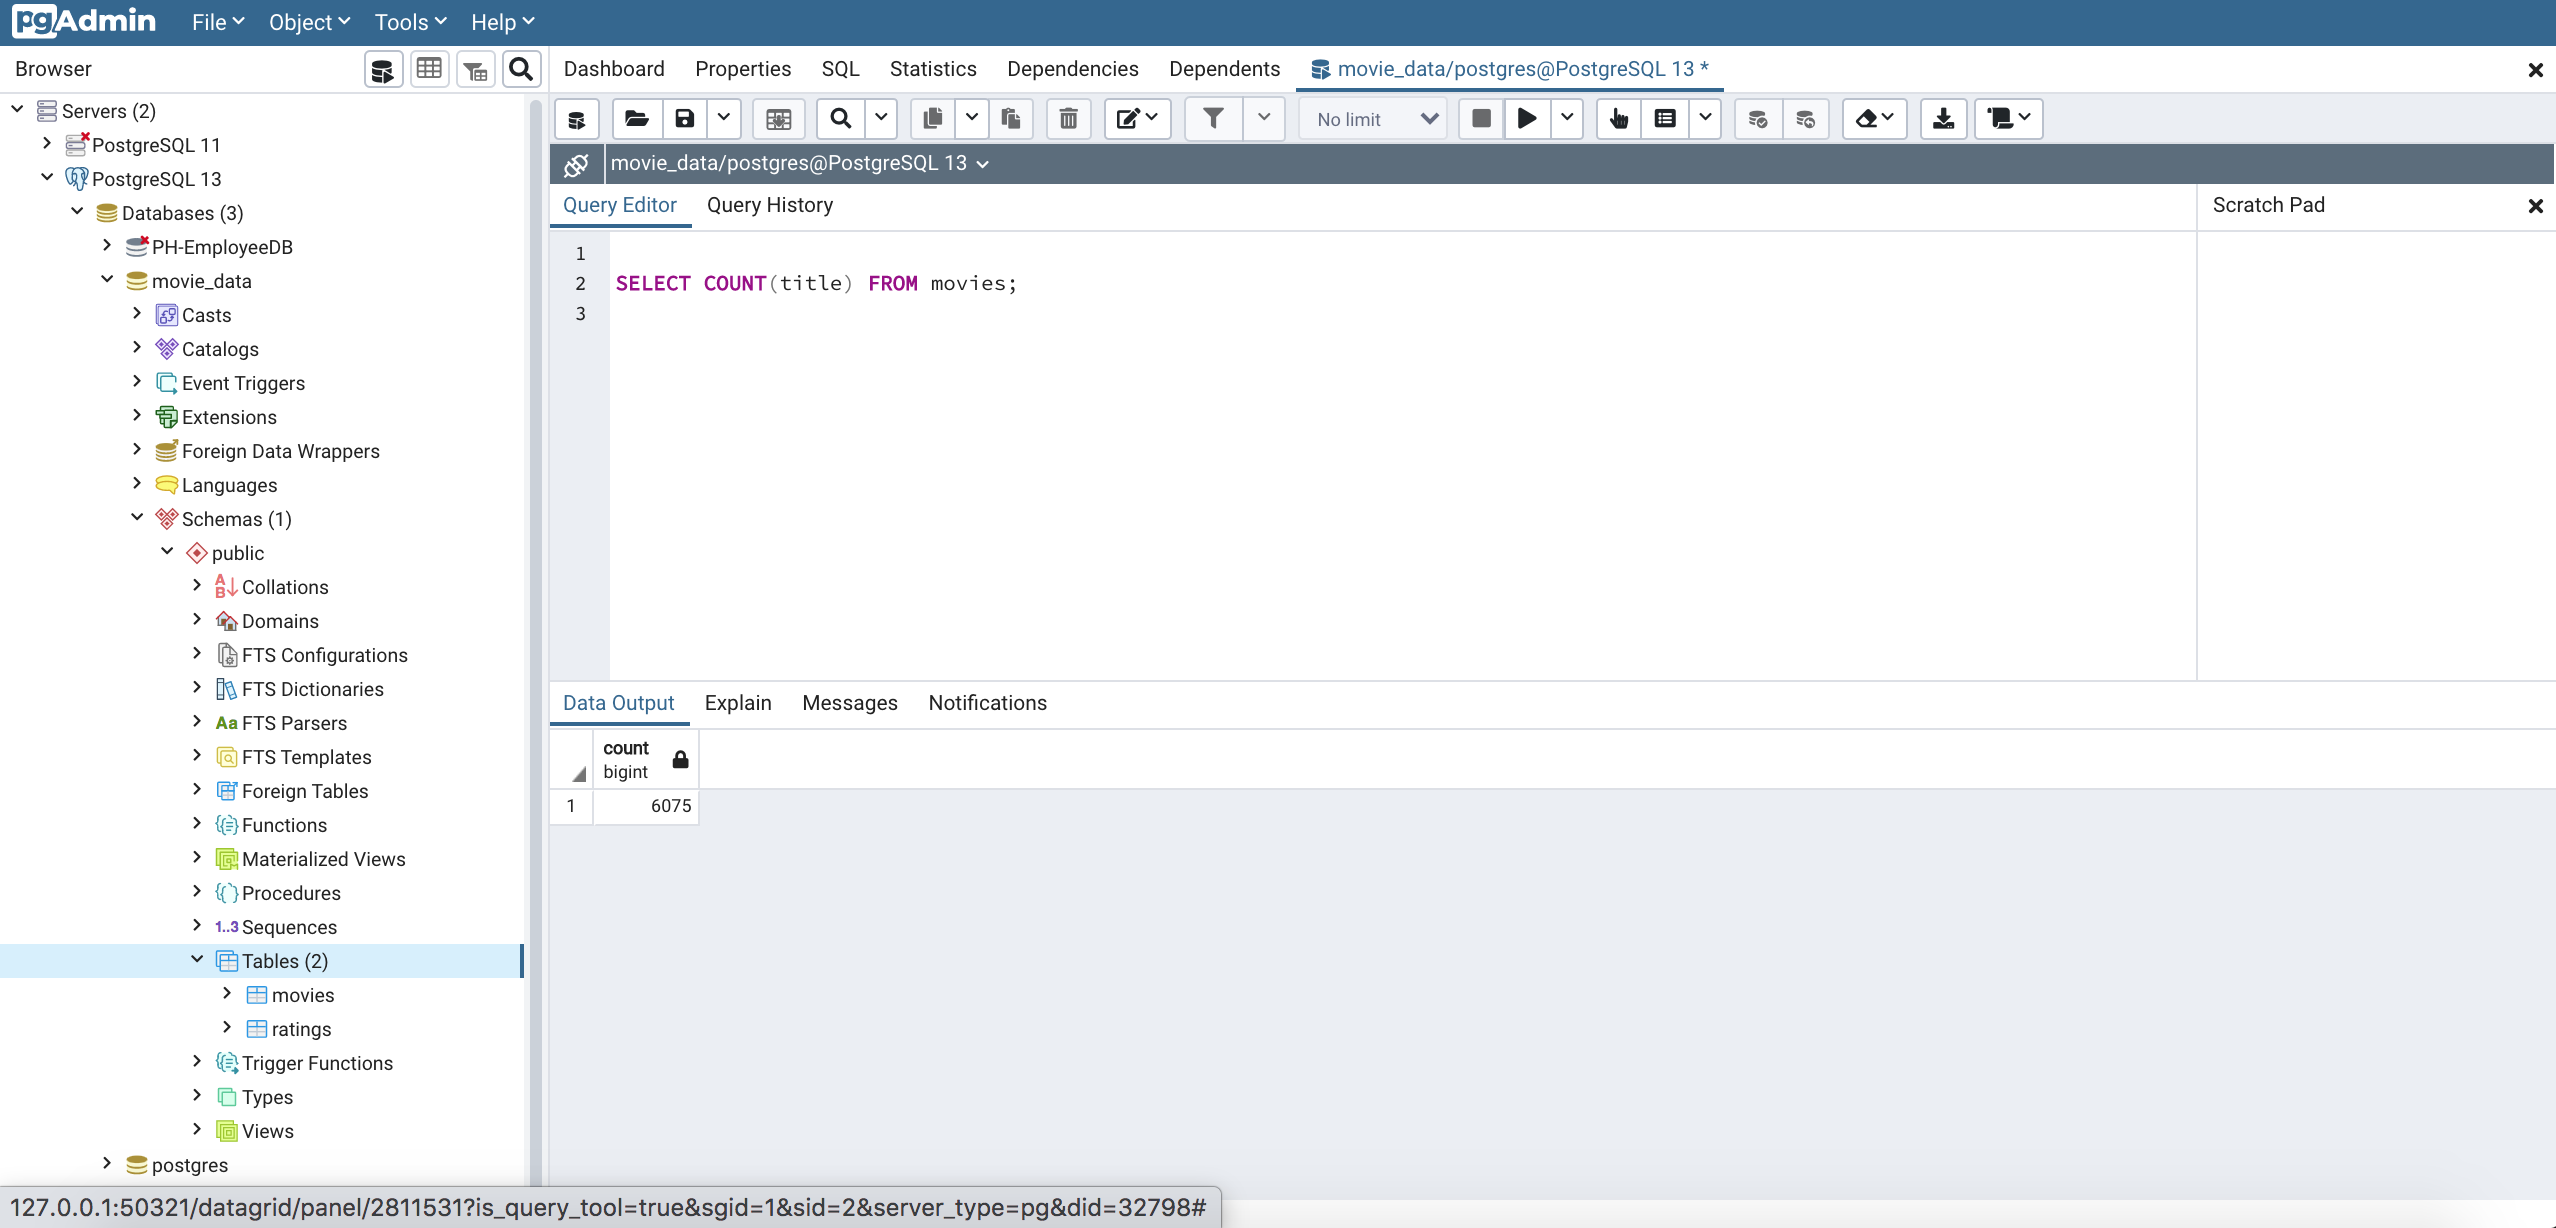 pgAdmin File Object Tools Help
Browser
Dashboard Properties SQL Statistics Dependencies Dependents movie_data/postgres@PostgreSQL 13 *
Servers (2)
PostgreSQL 11
PostgreSQL 13
Databases (3)
PH-EmployeeDB
movie_data
Casts
Catalogs
Event Triggers
Extensions
Foreign Data Wrappers
Languages
Schemas (1)
public
Collations
Domains
FTS Configurations
FTS Dictionaries
Aa FTS Parsers
FTS Templates
Foreign Tables
Functions
Materialized Views
Procedures
1..3 Sequences
Tables (2)
movies
ratings
Trigger Functions
Types
Views
postgres
No limit
movie_data/postgres@PostgreSQL 13
Query Editor Query History
Scratch Pad
1
2 SELECT COUNT(title) FROM movies;
3
Data Output Explain Messages Notifications
count
bigint
1 6075
127.0.0.1:50321/datagrid/panel/2811531?is_query_tool=true&sgid=1&sid=2&server_type=pg&did=32798#